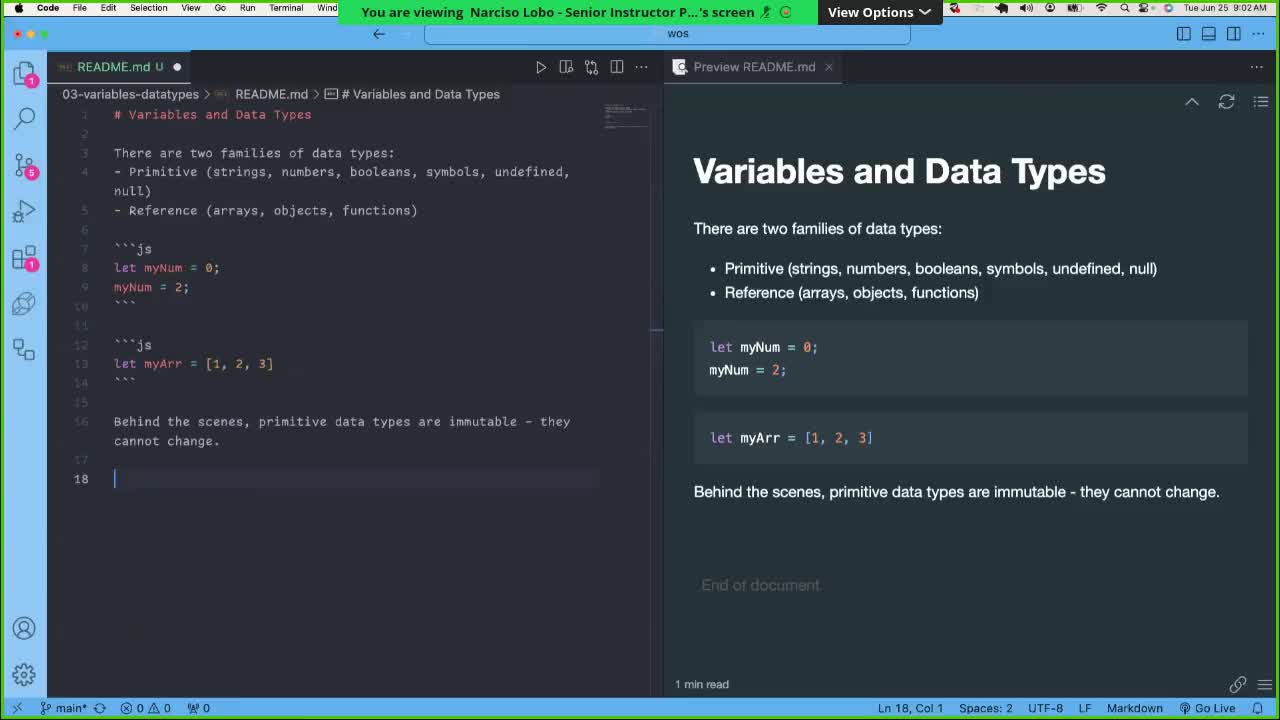 Code File Edit Selection View Go Run Terminal Wind
You are viewing Narciso Lobo - Senior Instructor P...'s screen
View Options
Tue Jun 25 9:02 AM
wos
README.md U
Preview README.md
03-variables-datatypes > README.md > # Variables and Data Types
1 # Variables and Data Types
2
3 There are two families of data types:
4 - Primitive (strings, numbers, booleans, symbols, undefined,
null)
5 - Reference (arrays, objects, functions)
6
7 ```js
8 let myNum = 0;
9 myNum = 2;
10 ```
11
12 ```js
13 let myArr = [1, 2, 3]
14 ```
15
16 Behind the scenes, primitive data types are immutable - they
cannot change.
17
18
1
5
1
Variables and Data Types
There are two families of data types:
• Primitive (strings, numbers, booleans, symbols, undefined, null)
• Reference (arrays, objects, functions)
let myNum = 0;
myNum = 2;
let myArr = [1, 2, 3]
Behind the scenes, primitive data types are immutable - they cannot change.
End of document
1 min read
main* 0 0 0
Ln 18, Col 1 Spaces: 2 UTF-8 LF Markdown Go Live